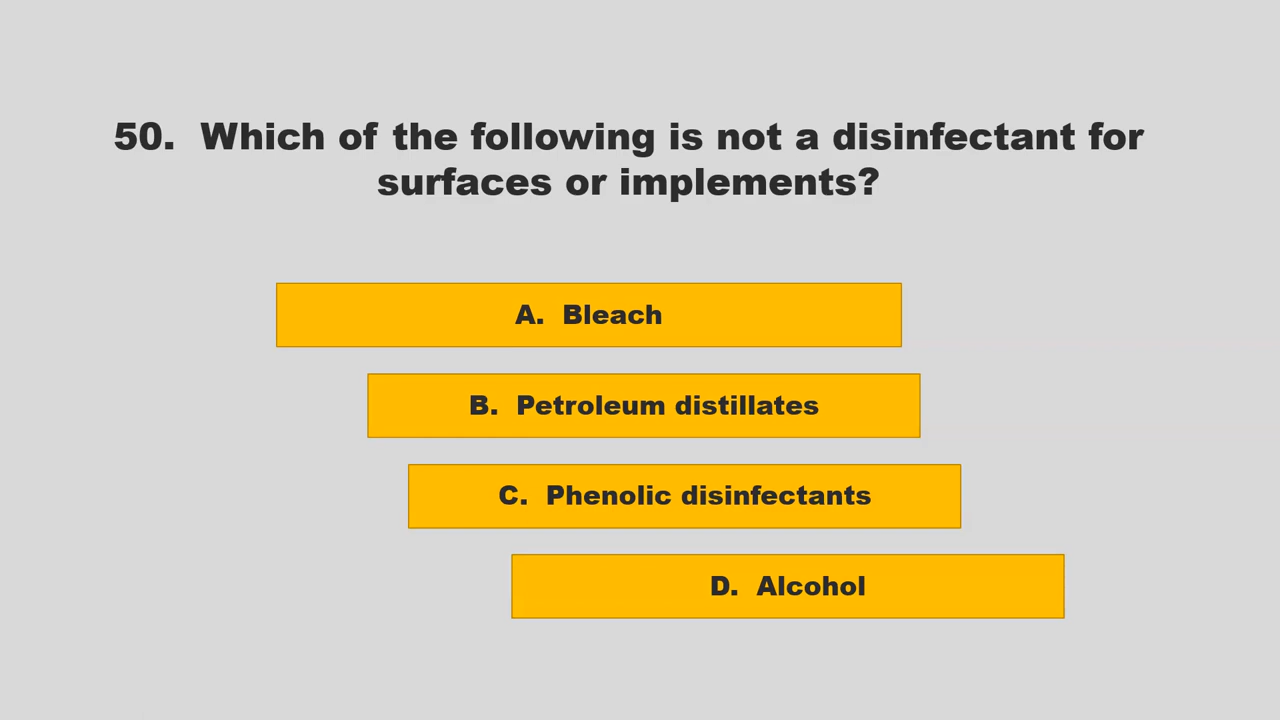 50. Which of the following is not a disinfectant for
surfaces or implements?
A. Bleach
B. Petroleum distillates
C. Phenolic disinfectants
D. Alcohol